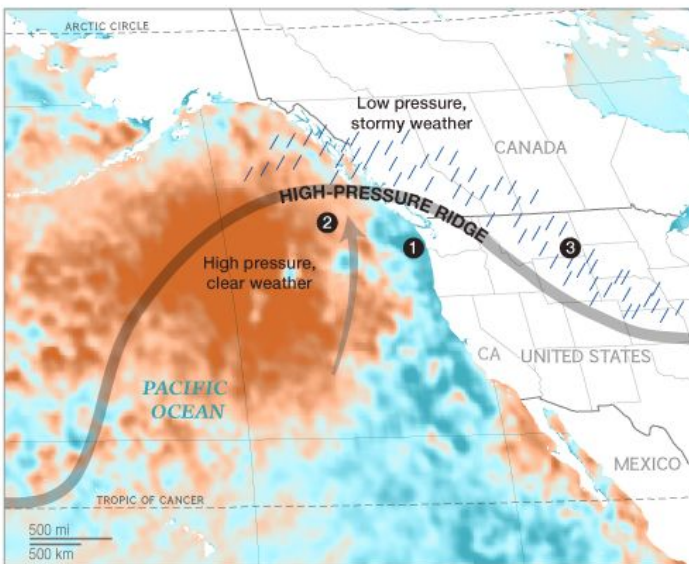 ARCTIC CIRCLE
Low pressure,
stormy weather
CANADA
HIGH-PRESSURE RIDGE
2
1
3
High pressure,
clear weather
CA
UNITED STATES
PACIFIC
OCEAN
MEXICO
TROPIC OF CANCER
500 mi
500 km